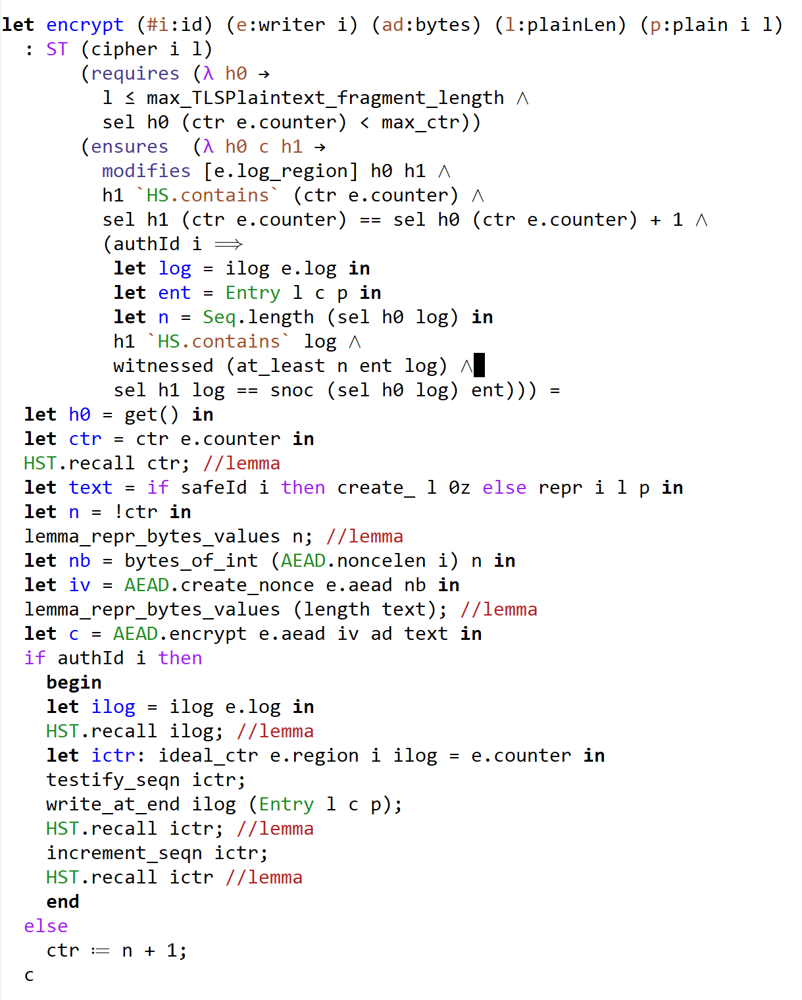 let encrypt (#i:id) (e:writer i) (ad:bytes) (l:plainLen) (p:plain i l)
  : ST (cipher i l)
       (requires (λ h0 →
         l ≤ max_TLSPlaintext_fragment_length ∧
         sel h0 (ctr e.counter) < max_ctr))
       (ensures  (λ h0 c h1 →
         modifies [e.log_region] h0 h1 ∧
         h1 `HS.contains` (ctr e.counter) ∧
         sel h1 (ctr e.counter) == sel h0 (ctr e.counter) + 1 ∧
         (authId i ⟹
          let log = ilog e.log in
          let ent = Entry l c p in
          let n = Seq.length (sel h0 log) in
          h1 `HS.contains` log ∧
          witnessed (at_least n ent log) ∧
          sel h1 log == snoc (sel h0 log) ent))) =
  let h0 = get() in
  let ctr = ctr e.counter in
  HST.recall ctr; //lemma
  let text = if safeId i then create_ l 0z else repr i l p in
  let n = !ctr in
  lemma_repr_bytes_values n; //lemma
  let nb = bytes_of_int (AEAD.noncelen i) n in
  let iv = AEAD.create_nonce e.aead nb in
  lemma_repr_bytes_values (length text); //lemma
  let c = AEAD.encrypt e.aead iv ad text in
  if authId i then
    begin
    let ilog = ilog e.log in
    HST.recall ilog; //lemma
    let ictr: ideal_ctr e.region i ilog = e.counter in
    testify_seqn ictr;
    write_at_end ilog (Entry l c p);
    HST.recall ictr; //lemma
    increment_seqn ictr;
    HST.recall ictr //lemma
    end
  else
    ctr ≔ n + 1;
  c